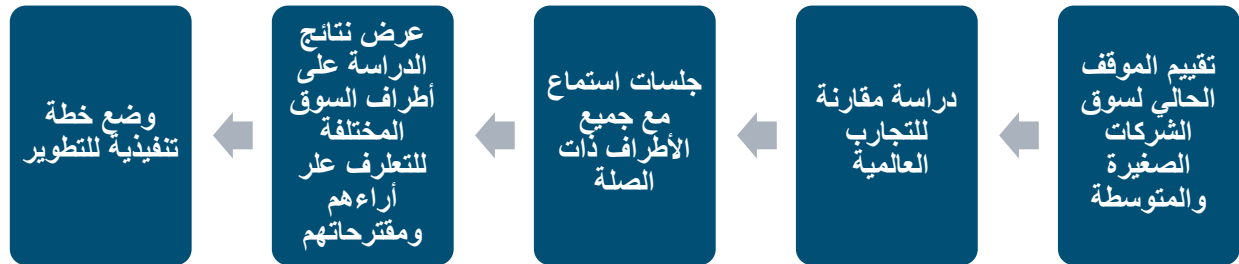 تقييم الموقف
الحالي لسوق
الشركات
الصغيرة
والمتوسطة
دراسة مقارنة
للتجارب
العالمية
جلسات استماع
مع جميع
الأطراف ذات
الصلة
عرض نتائج
الدراسة على
أطراف السوق
المختلفة
للتعلرف علر
أراءهم
ومقترحاتهم
وضع خطة
تنفيذية للتطوير